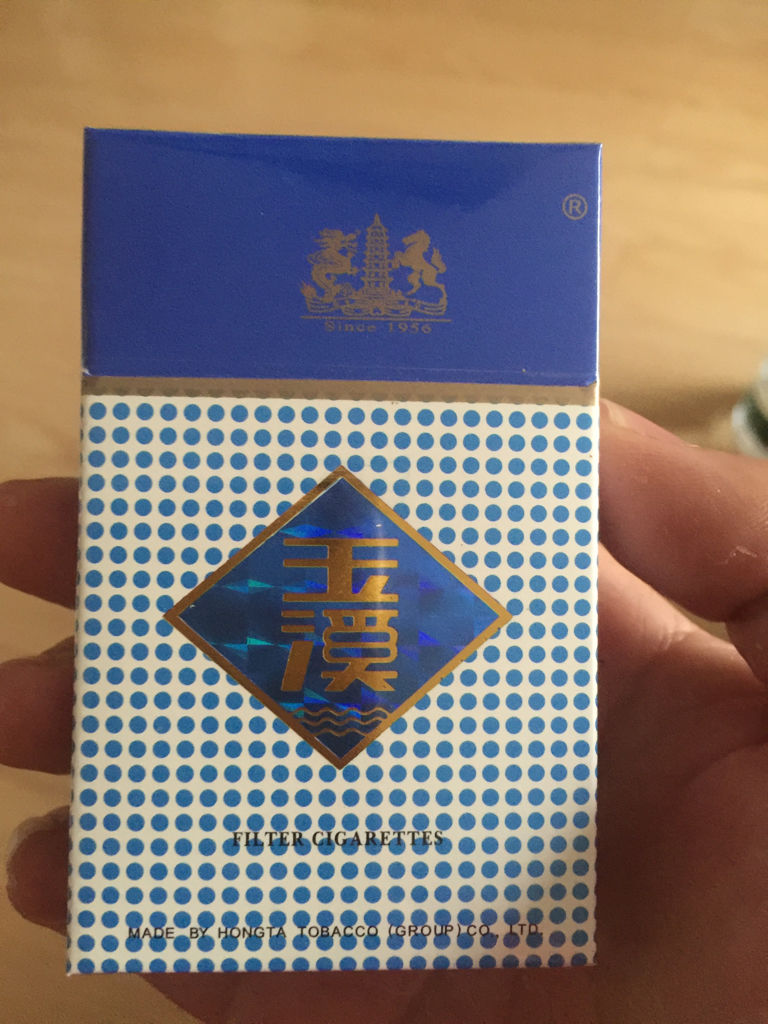 ®
Since 1956
玉
溪
FILTER CIGARETTES
MADE BY HONGTA TOBACCO (GROUP) CO., LTD.